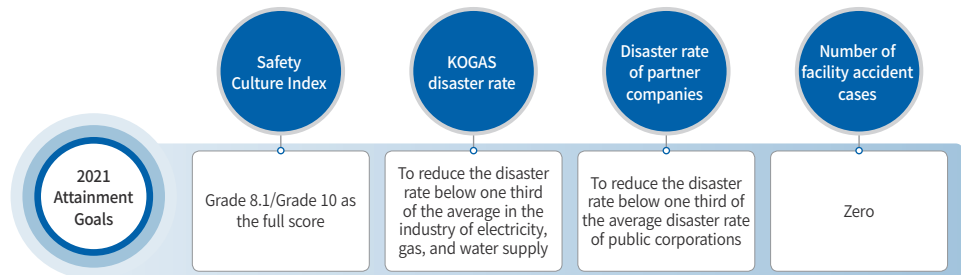 Safety
Culture Index
KOGAS
disaster rate
Disaster rate
of partner
companies
Number of
facility accident
cases
2021
Attainment
Goals
Grade 8.1/Grade 10 as
the full score
To reduce the disaster
rate below one third
of the average in the
industry of electricity,
gas, and water supply
To reduce the disaster
rate below one third of
the average disaster rate
of public corporations
Zero